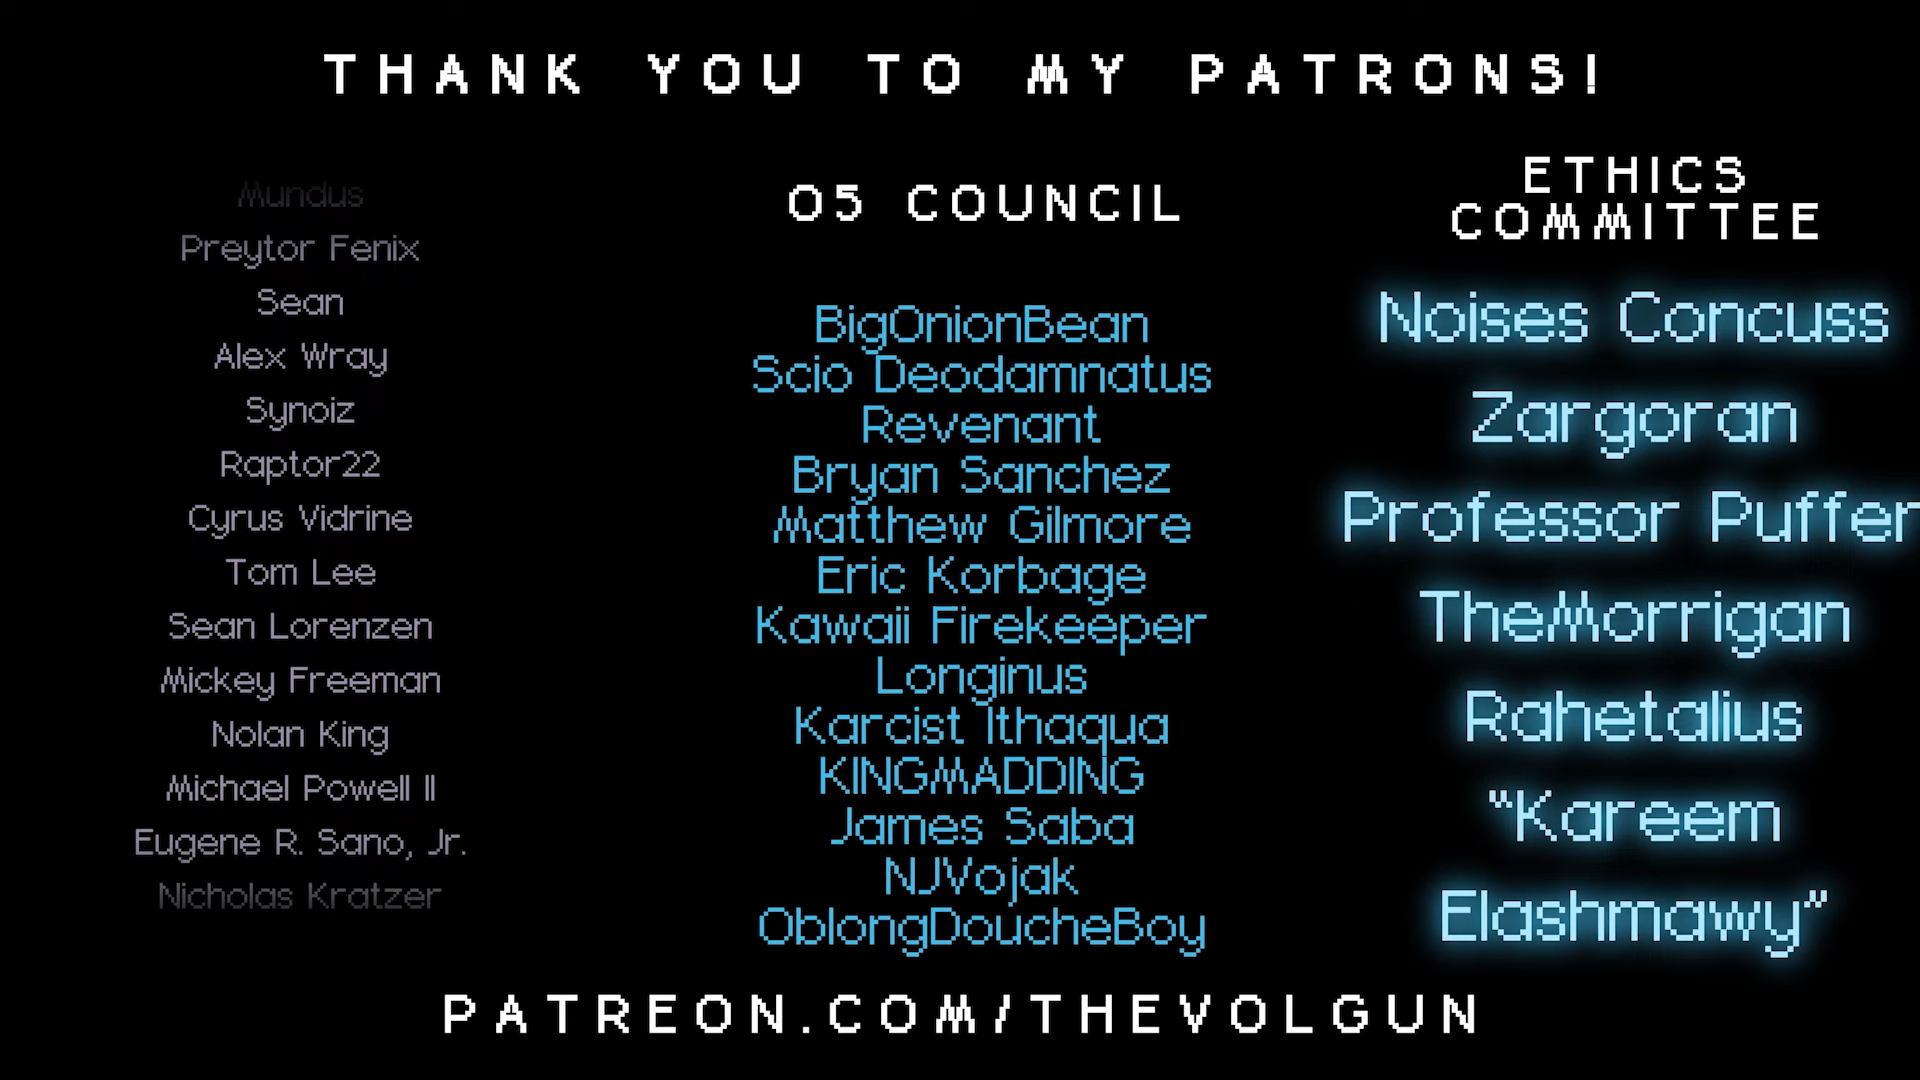 THANK YOU TO MY PATRONS!
Mundus
Preytor Fenix
Sean
Alex Wray
Synoiz
Raptor22
Cyrus Vidrine
Tom Lee
Sean Lorenzen
Mickey Freeman
Nolan King
Michael Powell II
Eugene R. Sano, Jr.
Nicholas Kratzer
O5 COUNCIL
BigOnionBean
Scio Deodamnatus
Revenant
Bryan Sanchez
Matthew Gilmore
Eric Korbage
Kawaii Firekeeper
Longinus
Karcist Ithaqua
KINGMADDING
James Saba
NJVojak
OblongDoucheBoy
ETHICS
COMMITTEE
Noises Concuss
Zargoran
Professor Puffer
TheMorrigan
Rahetalius
"Kareem
Elashmawy"
PATREON.COM/THEVOLGUN